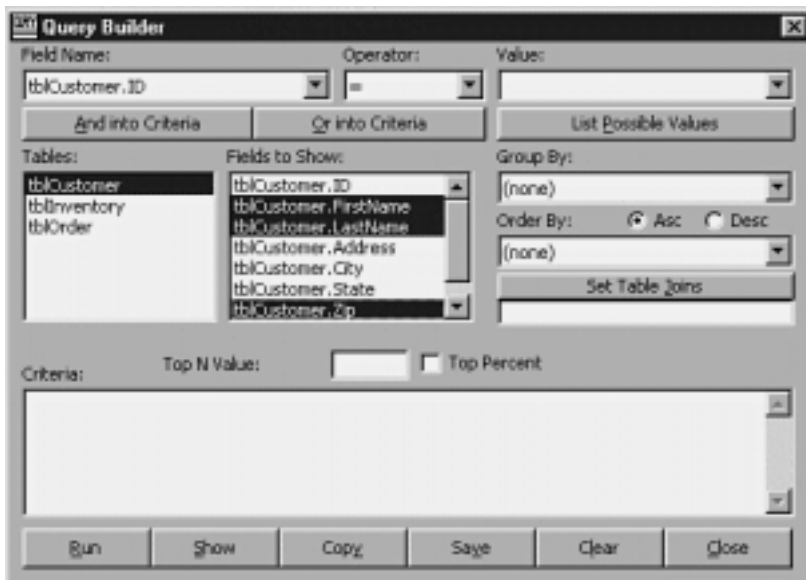 Query Builder
Field Name:
Operator:
Value:
tblCustomer.ID
=
And into Criteria
Or into Criteria
List Possible Values
Tables:
Fields to Show:
Group By:
tblCustomer
tblInventory
tblOrder
tblCustomer.ID
tblCustomer.FirstName
tblCustomer.LastName
tblCustomer.Address
tblCustomer.City
tblCustomer.State
tblCustomer.Zip
(none)
Order By:
Asc
Desc
(none)
Set Table Joins
Top N Value:
Top Percent
Criteria:
Run
Show
Copy
Save
Clear
Close